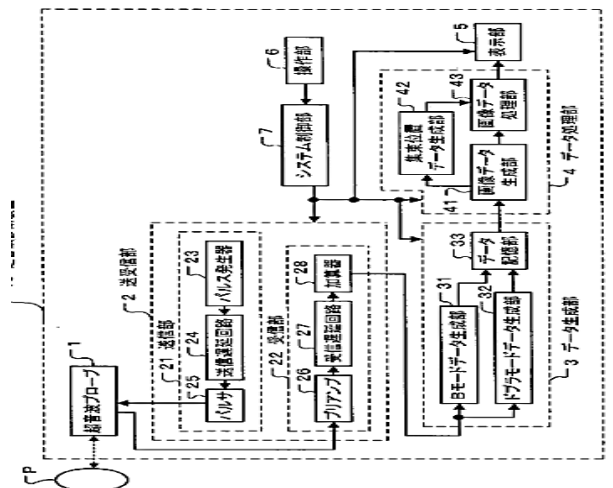 P
1
超音波プローブ
2 送受信部
21 送信部
23
パルス発生器
24
送信遅延回路
25
パルサ
22 受信部
26
プリアンプ
27
受信遅延回路
28
加算器
6
操作部
7
システム制御部
3 データ生成部
31
Bモードデータ生成部
32
ドプラモードデータ生成部
33
データ
記憶部
4 データ処理部
41
画像データ
生成部
42
集束位置
データ生成部
43
画像データ
処理部
5
表示部